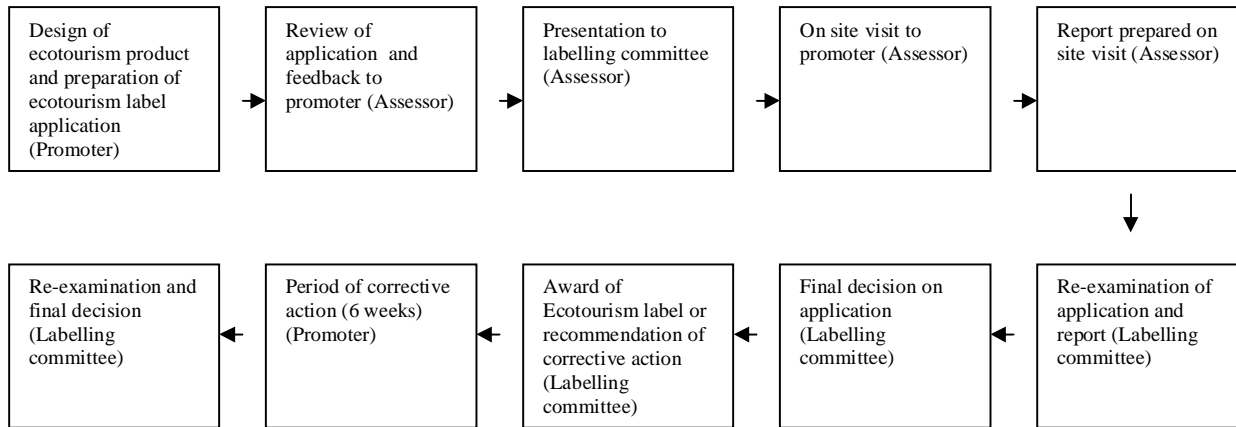 Design of
ecotourism product
and preparation of
ecotourism label
application
(Promoter)
Review of
application and
feedback to
promoter (Assessor)
Presentation to
labelling committee
(Assessor)
On site visit to
promoter (Assessor)
Report prepared on
site visit (Assessor)
Re-examination of
application and
report (Labelling
committee)
Final decision on
application
(Labelling
committee)
Award of
Ecotourism label or
recommendation of
corrective action
(Labelling
committee)
Period of corrective
action (6 weeks)
(Promoter)
Re-examination and
final decision
(Labelling
committee)